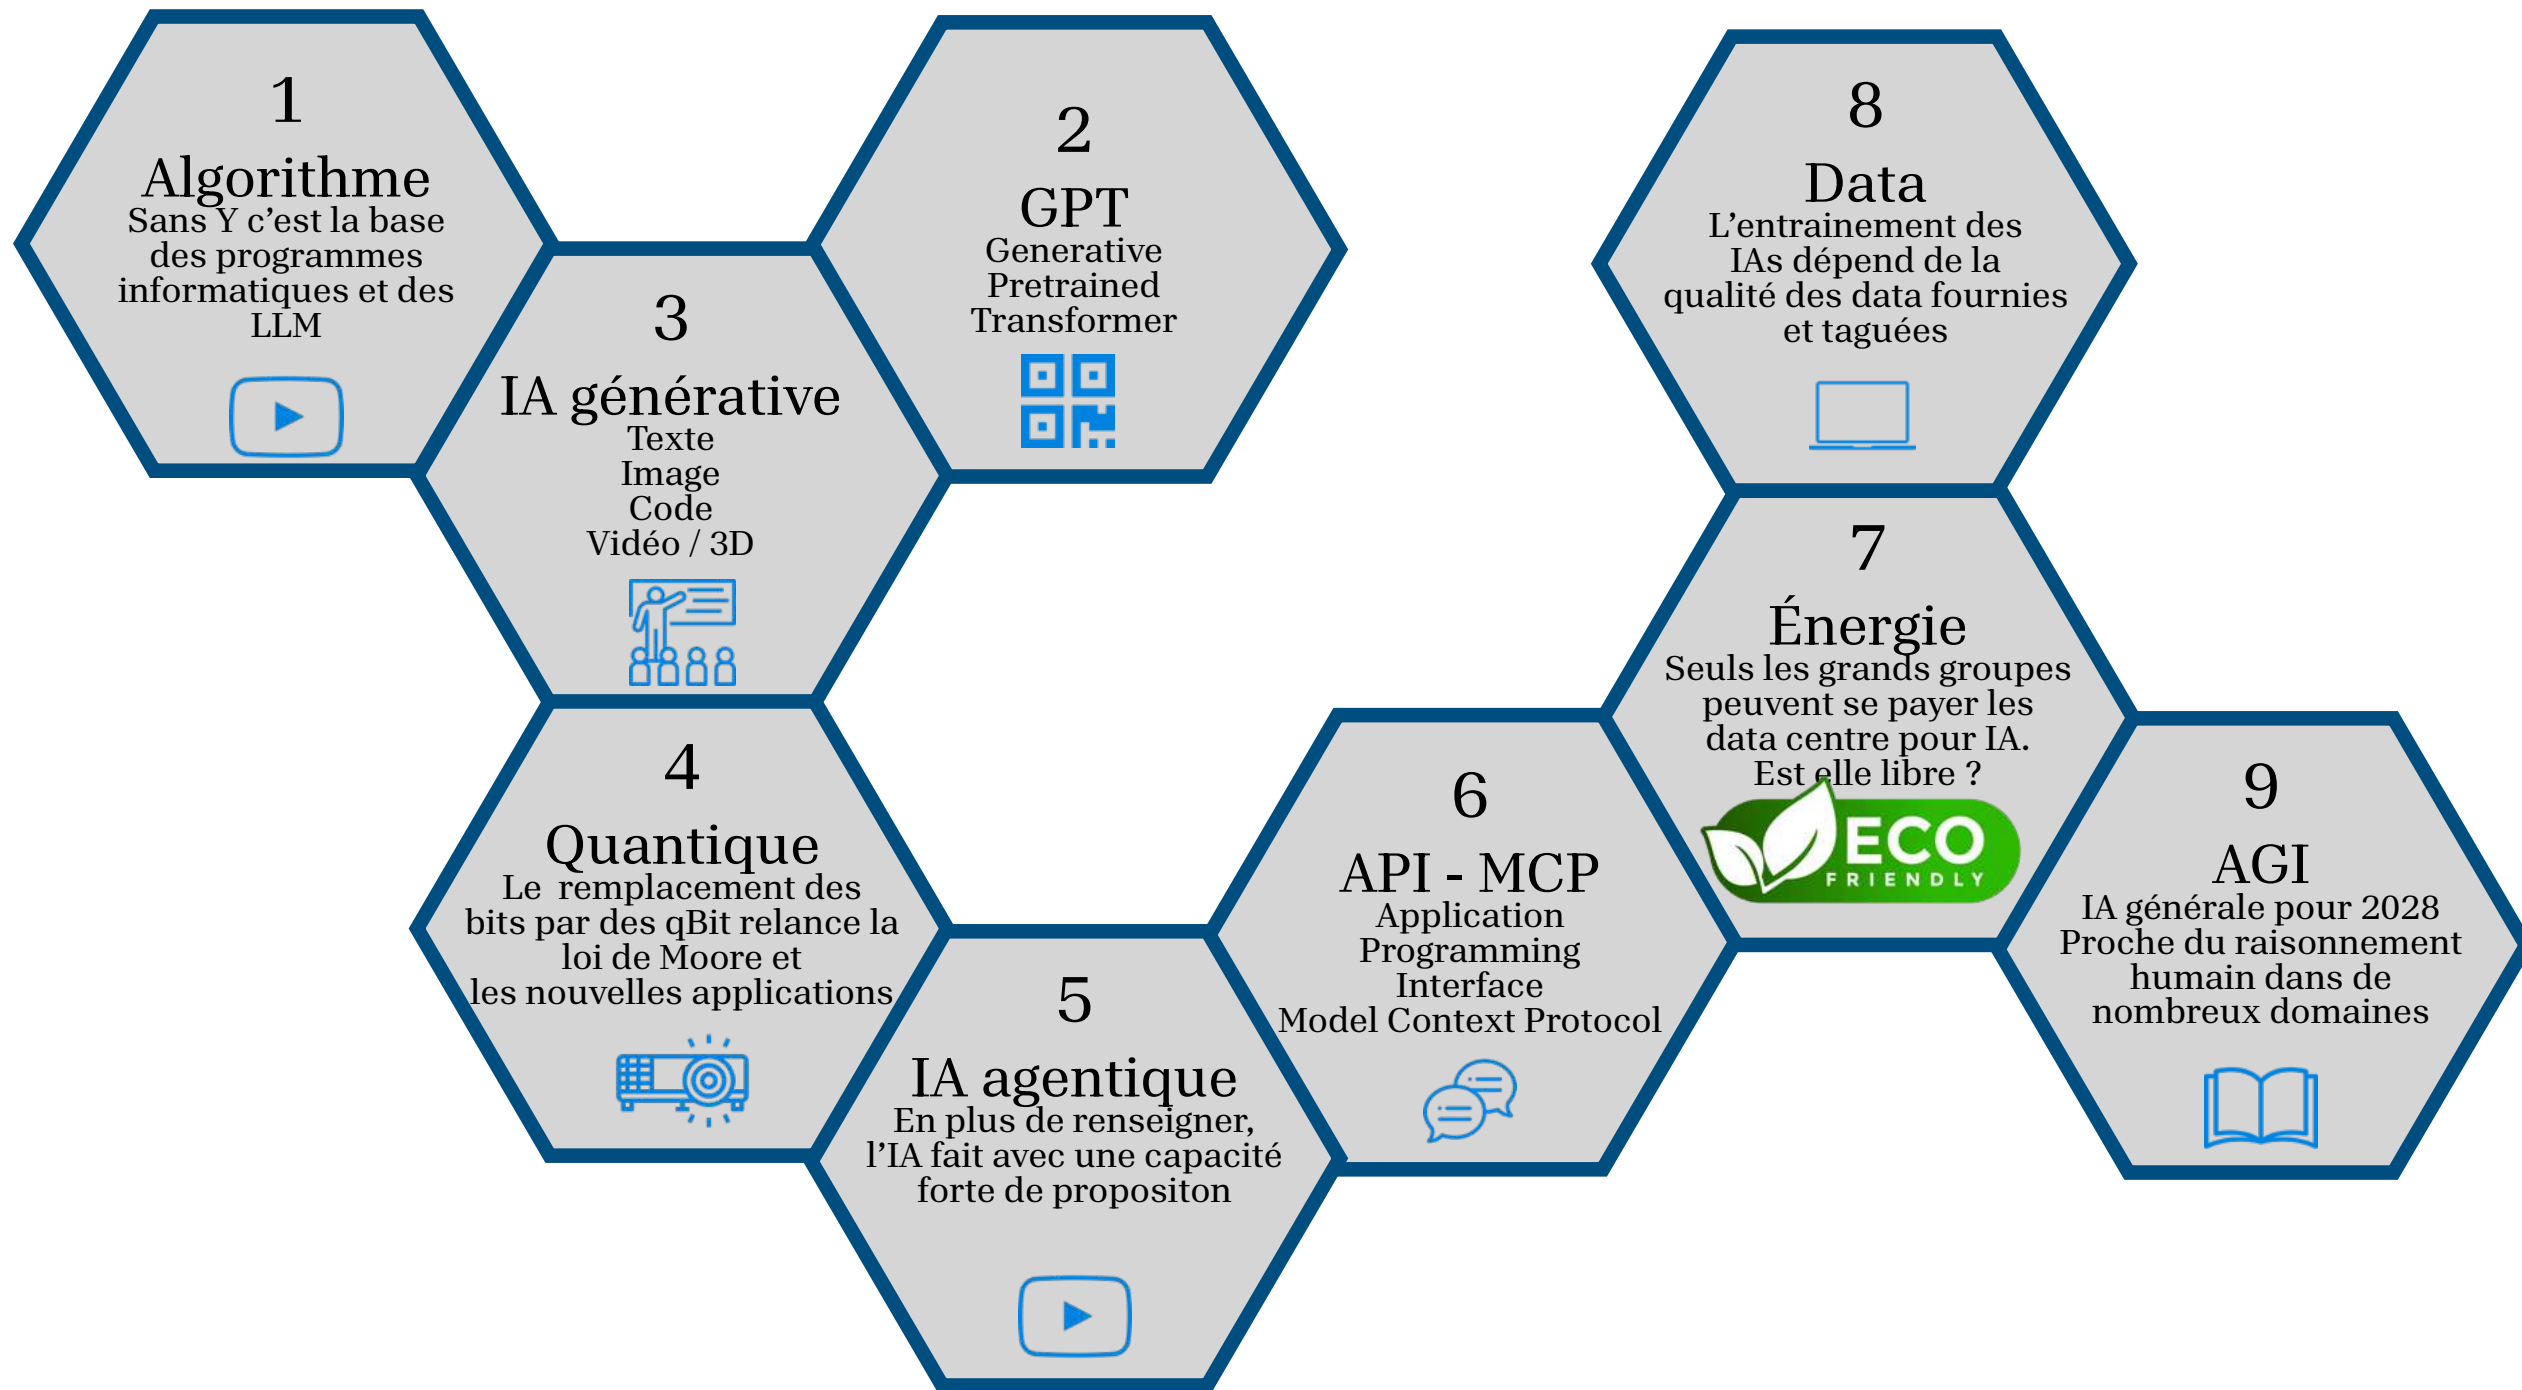 1
Algorithme
Sans Y c’est la base
des programmes
informatiques et des
LLM
2
GPT
Generative
Pretrained
Transformer
3
IA générative
Texte
Image
Code
Vidéo / 3D
4
Quantique
Le  remplacement des
bits par des qBit relance la
loi de Moore et
les nouvelles applications
5
IA agentique
En plus de renseigner,
l’IA fait avec une capacité
forte de propositon
6
API - MCP
Application
Programming
Interface
Model Context Protocol
7
Énergie
Seuls les grands groupes
peuvent se payer les
data centre pour IA.
Est elle libre ?
ECO
FRIENDLY
8
Data
L’entrainement des
IAs dépend de la
qualité des data fournies
et taguées
9
AGI
IA générale pour 2028
Proche du raisonnement
humain dans de
nombreux domaines